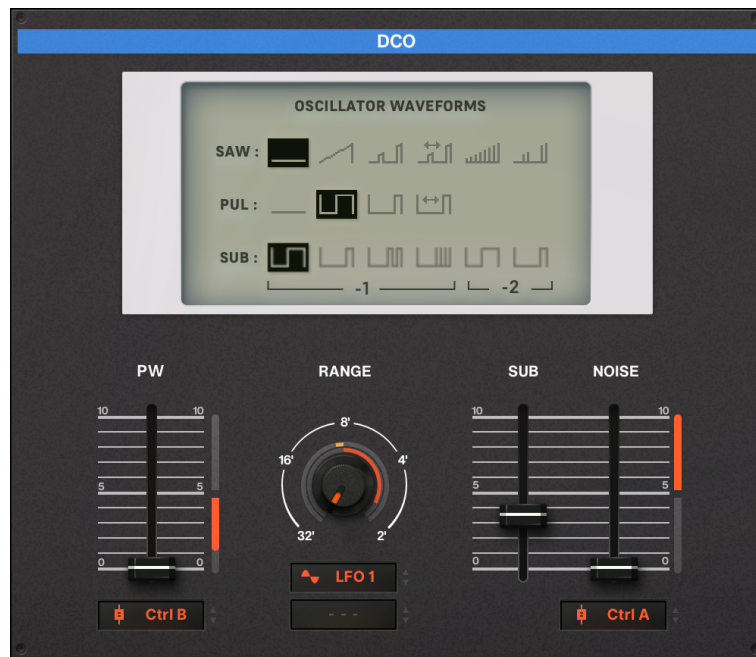 DCO
OSCILLATOR WAVEFORMS
SAW :
PUL :
SUB :
-1 -2
PW RANGE SUB NOISE
10 10 8' 10 10
16' 4'
5 5 5 5
32' 2'
0 0 0 0
LFO 1
Ctrl B - - - Ctrl A